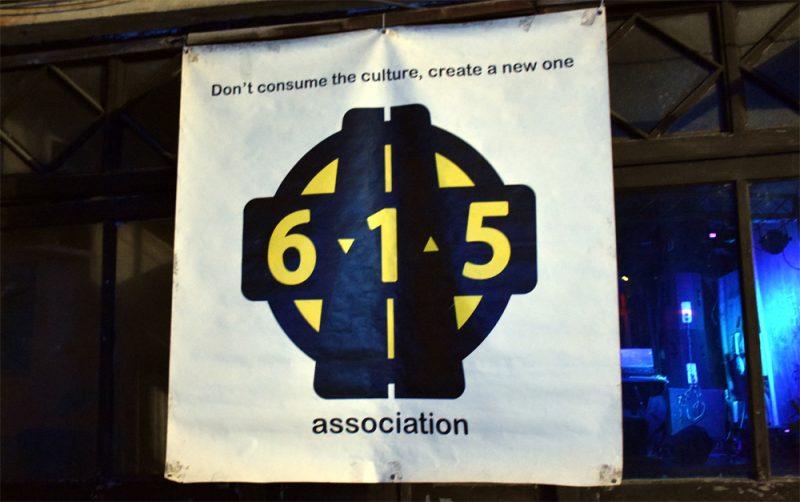 Don't consume the culture, create a new one
6 1 5
association